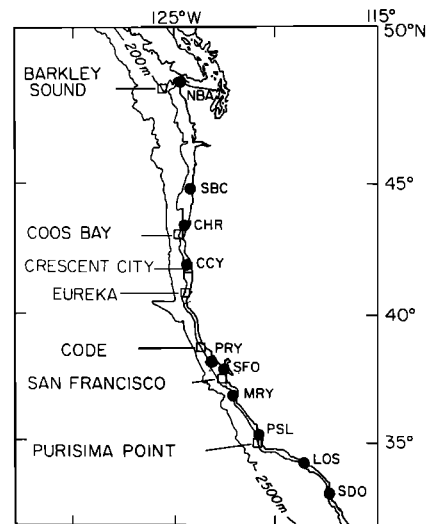 125°W
115°
50°N
200m
BARKLEY
SOUND
NBA
45°
SBC
CHR
COOS BAY
CRESCENT CITY
CCY
EUREKA
40°
CODE
PRY
SFO
SAN FRANCISCO
MRY
PSL
PURISIMA POINT
35°
LOS
2500m
SDO